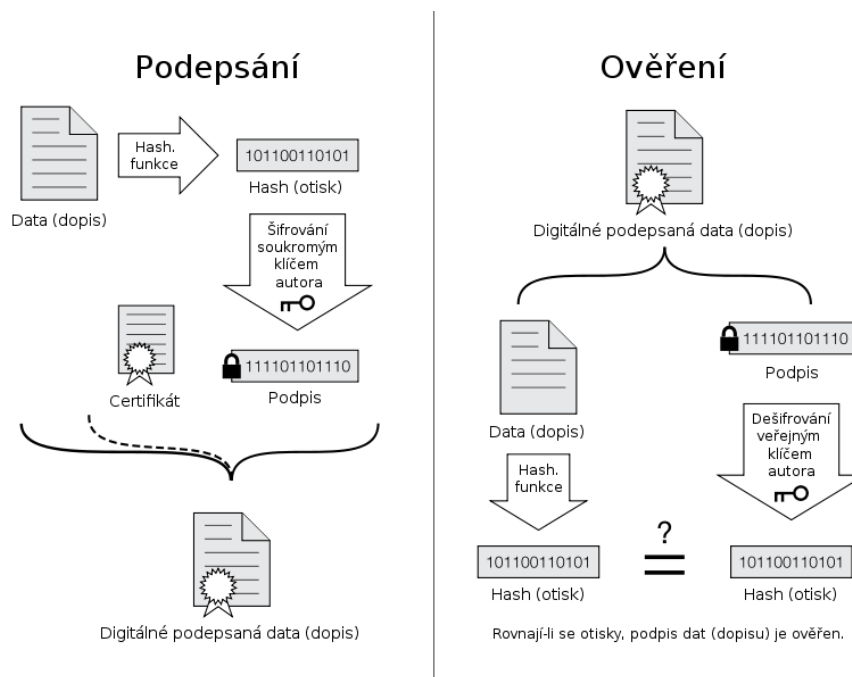 Podepsání
Hash.
funkce
101100110101
Hash (otisk)
Data (dopis)
Šifrování
soukromým
klíčem
autora
111101101110
Certifikát
Podpis
Digitálné podepsaná data (dopis)
Ověření
Digitálné podepsaná data (dopis)
111101101110
Podpis
Data (dopis)
Dešifrování
veřejným
klíčem
autora
Hash.
funkce
?
101100110101
=
101100110101
Hash (otisk)
Hash (otisk)
Rovnají-li se otisky, podpis dat (dopisu) je ověřen.